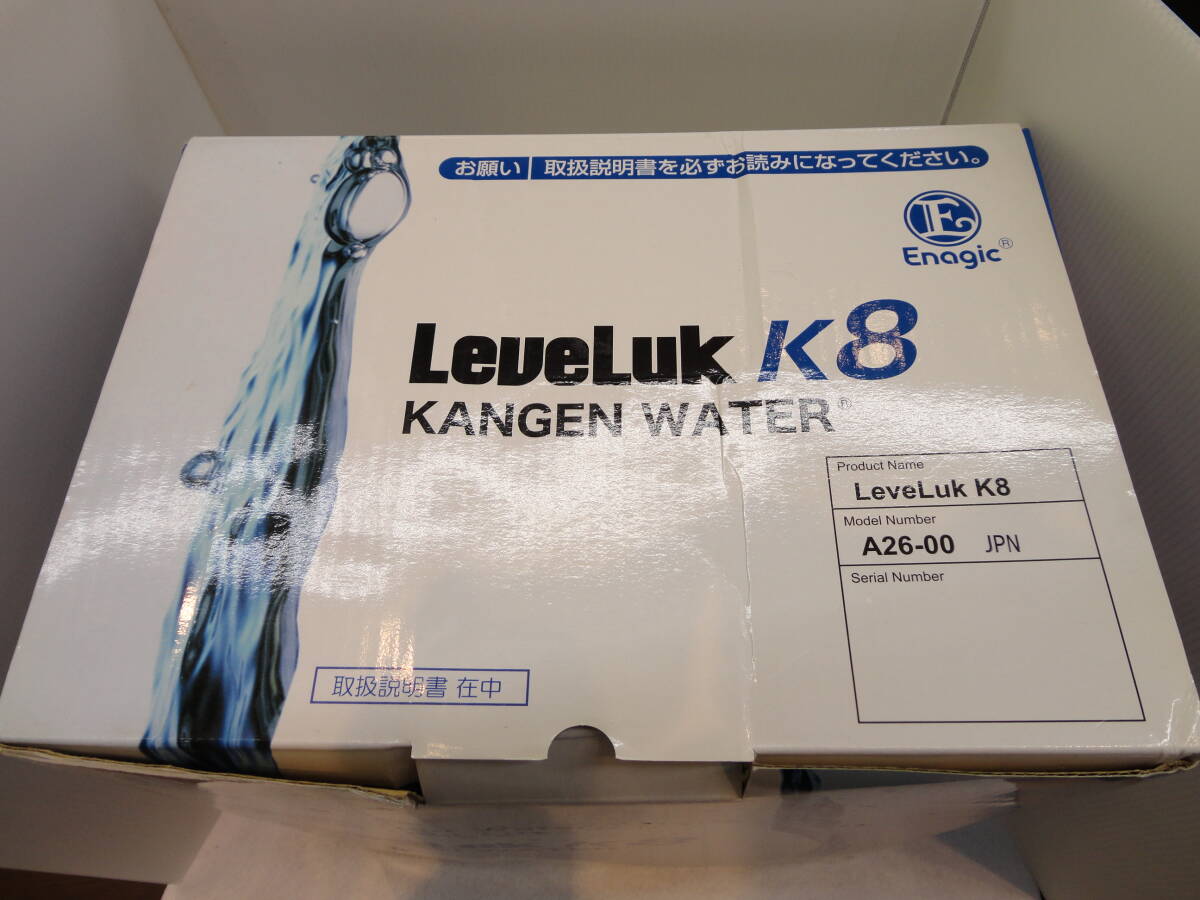 お願い 取扱説明書を必ずお読みになってください。
E
Enagic®
LeveLuk K8
KANGEN WATER®
Product Name
LeveLuk K8
Model Number
A26-00 JPN
Serial Number
取扱説明書 在中